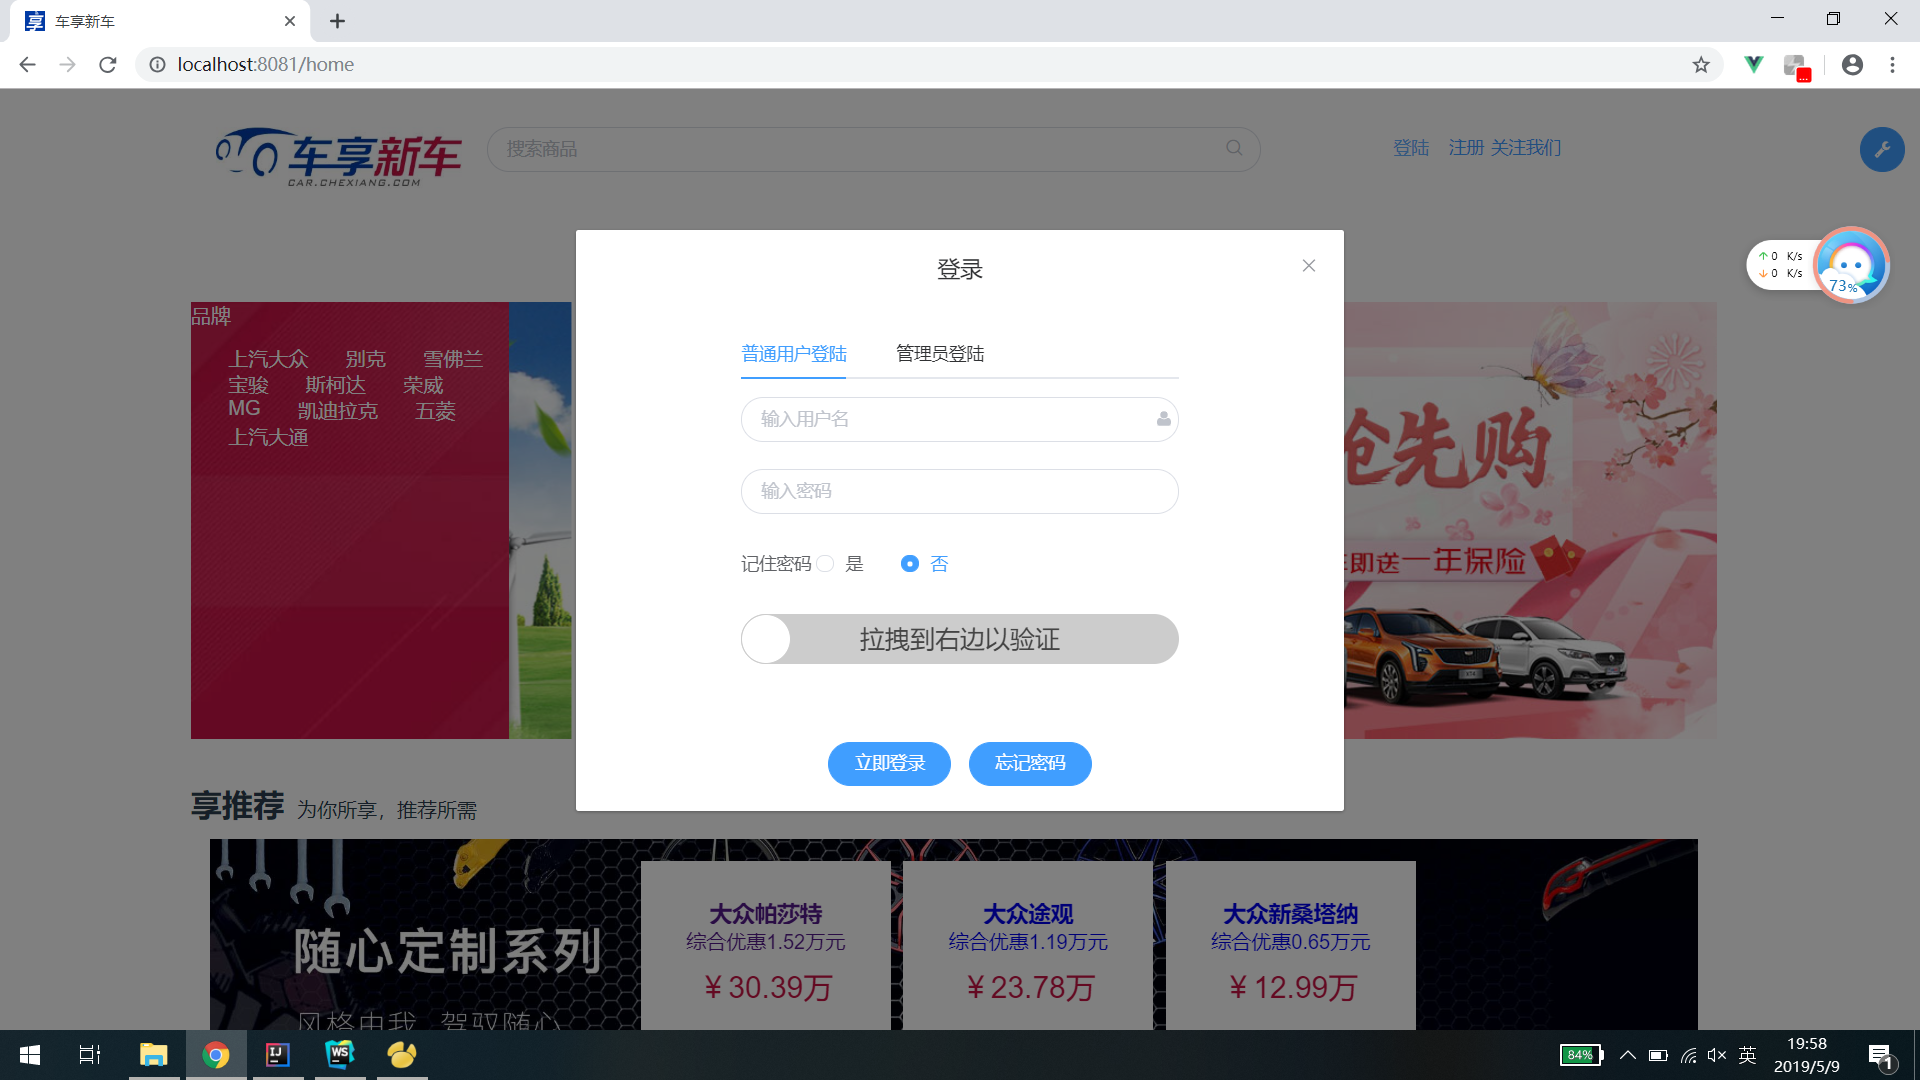 享 车享新车
localhost:8081/home
车享新车
CAR.CHEXIANG.COM
搜索商品
登陆 注册 关注我们
0 K/s
0 K/s
73%
登录
普通用户登陆 管理员登陆
输入用户名
输入密码
记住密码 是 否
拉拽到右边以验证
立即登录 忘记密码
品牌
上汽大众 别克 雪佛兰
宝骏 斯柯达 荣威
MG 凯迪拉克 五菱
上汽大通
抢先购
即送一年保险
享推荐 为你所享，推荐所需
随心定制系列
风格由我 驾驭随心
大众帕莎特
综合优惠1.52万元
￥30.39万
大众途观
综合优惠1.19万元
￥23.78万
大众新桑塔纳
综合优惠0.65万元
￥12.99万
IJ
WS
84%
英
19:58
2019/5/9
1